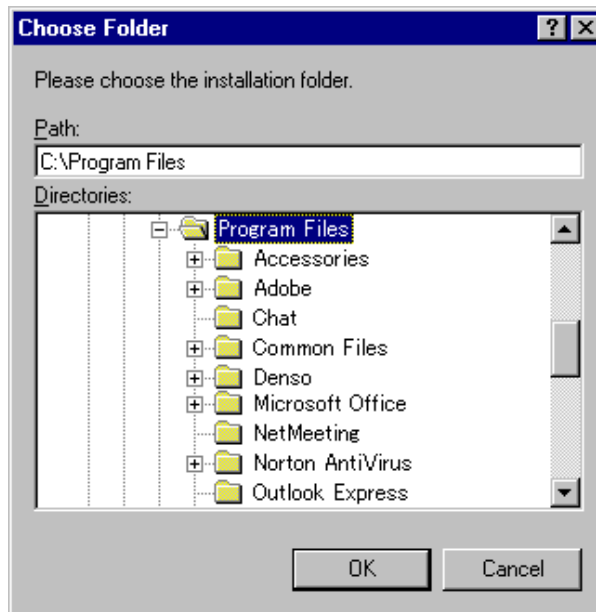 Choose Folder
Please choose the installation folder.
Path:
C:\Program Files
Directories:
Program Files
Accessories
Adobe
Chat
Common Files
Denso
Microsoft Office
NetMeeting
Norton AntiVirus
Outlook Express
OK Cancel